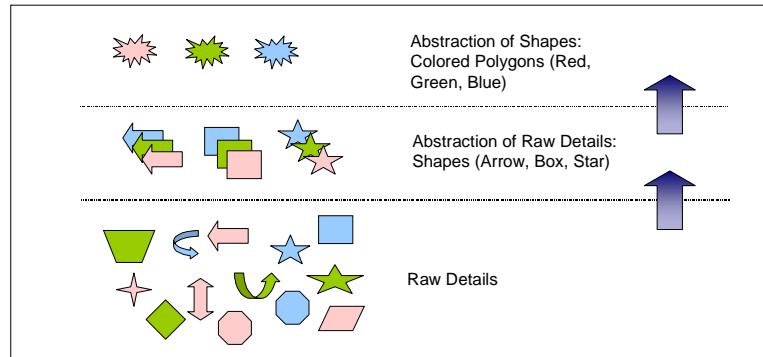 Abstraction of Shapes:
Colored Polygons (Red,
Green, Blue)
Abstraction of Raw Details:
Shapes (Arrow, Box, Star)
Raw Details